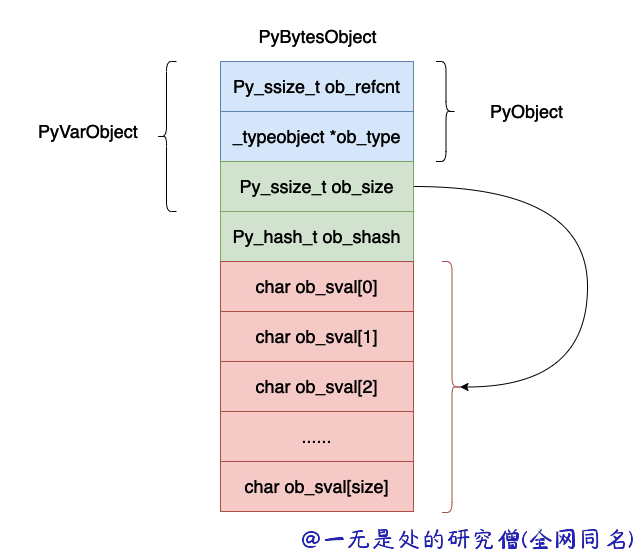 PyBytesObject
Py_ssize_t ob_refcnt
PyObject
PyVarObject
_typeobject *ob_type
Py_ssize_t ob_size
Py_hash_t ob_shash
char ob_sval[0]
char ob_sval[1]
char ob_sval[2]
......
char ob_sval[size]
@一无是处的研究僧(全网同名)